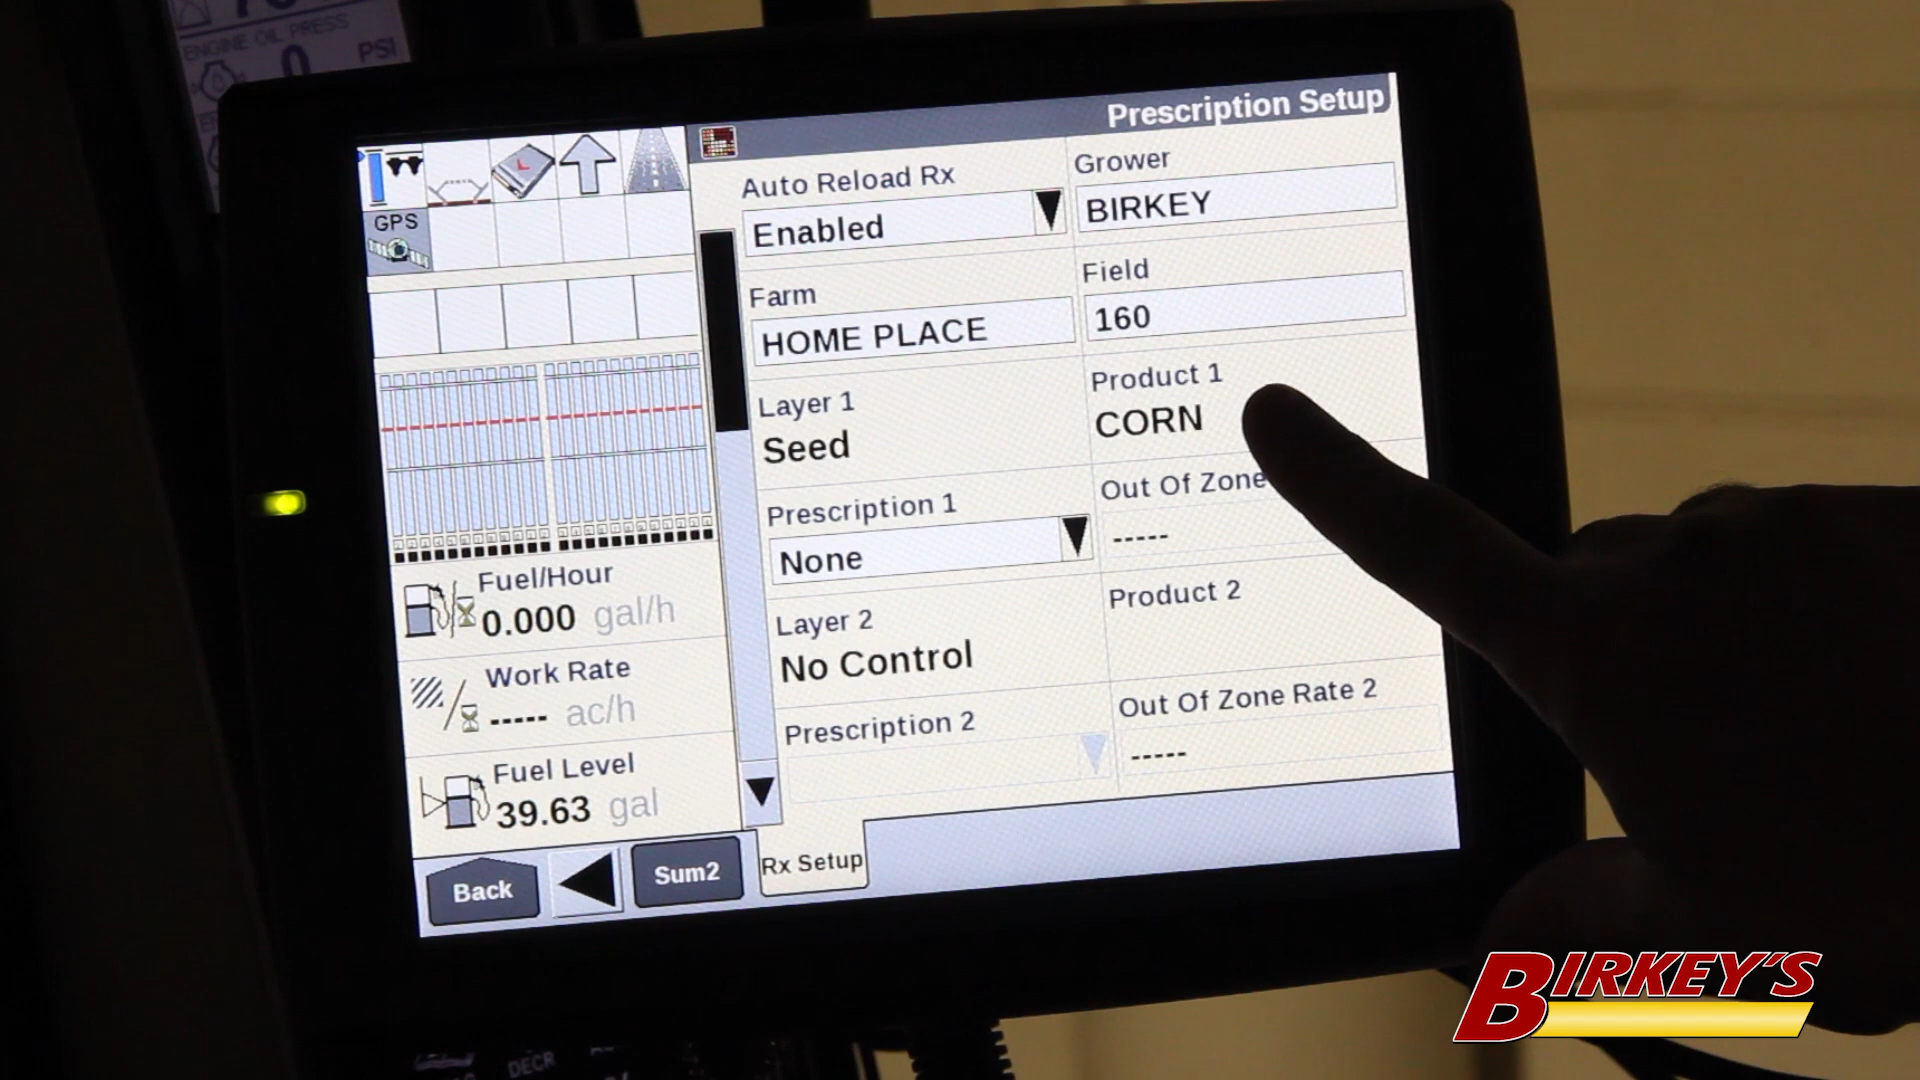 ENGINE OIL PRESS
0 PSI
Prescription Setup
GPS
Auto Reload Rx
Enabled
Grower
BIRKEY
Farm
HOME PLACE
Field
160
Layer 1
Seed
Product 1
CORN
Prescription 1
None
Out Of Zone
-----
Layer 2
No Control
Product 2
Prescription 2
Out Of Zone Rate 2
-----
Fuel/Hour
0.000 gal/h
Work Rate
----- ac/h
Fuel Level
39.63 gal
Back
Sum2
Rx Setup
DECR
BIRKEY'S